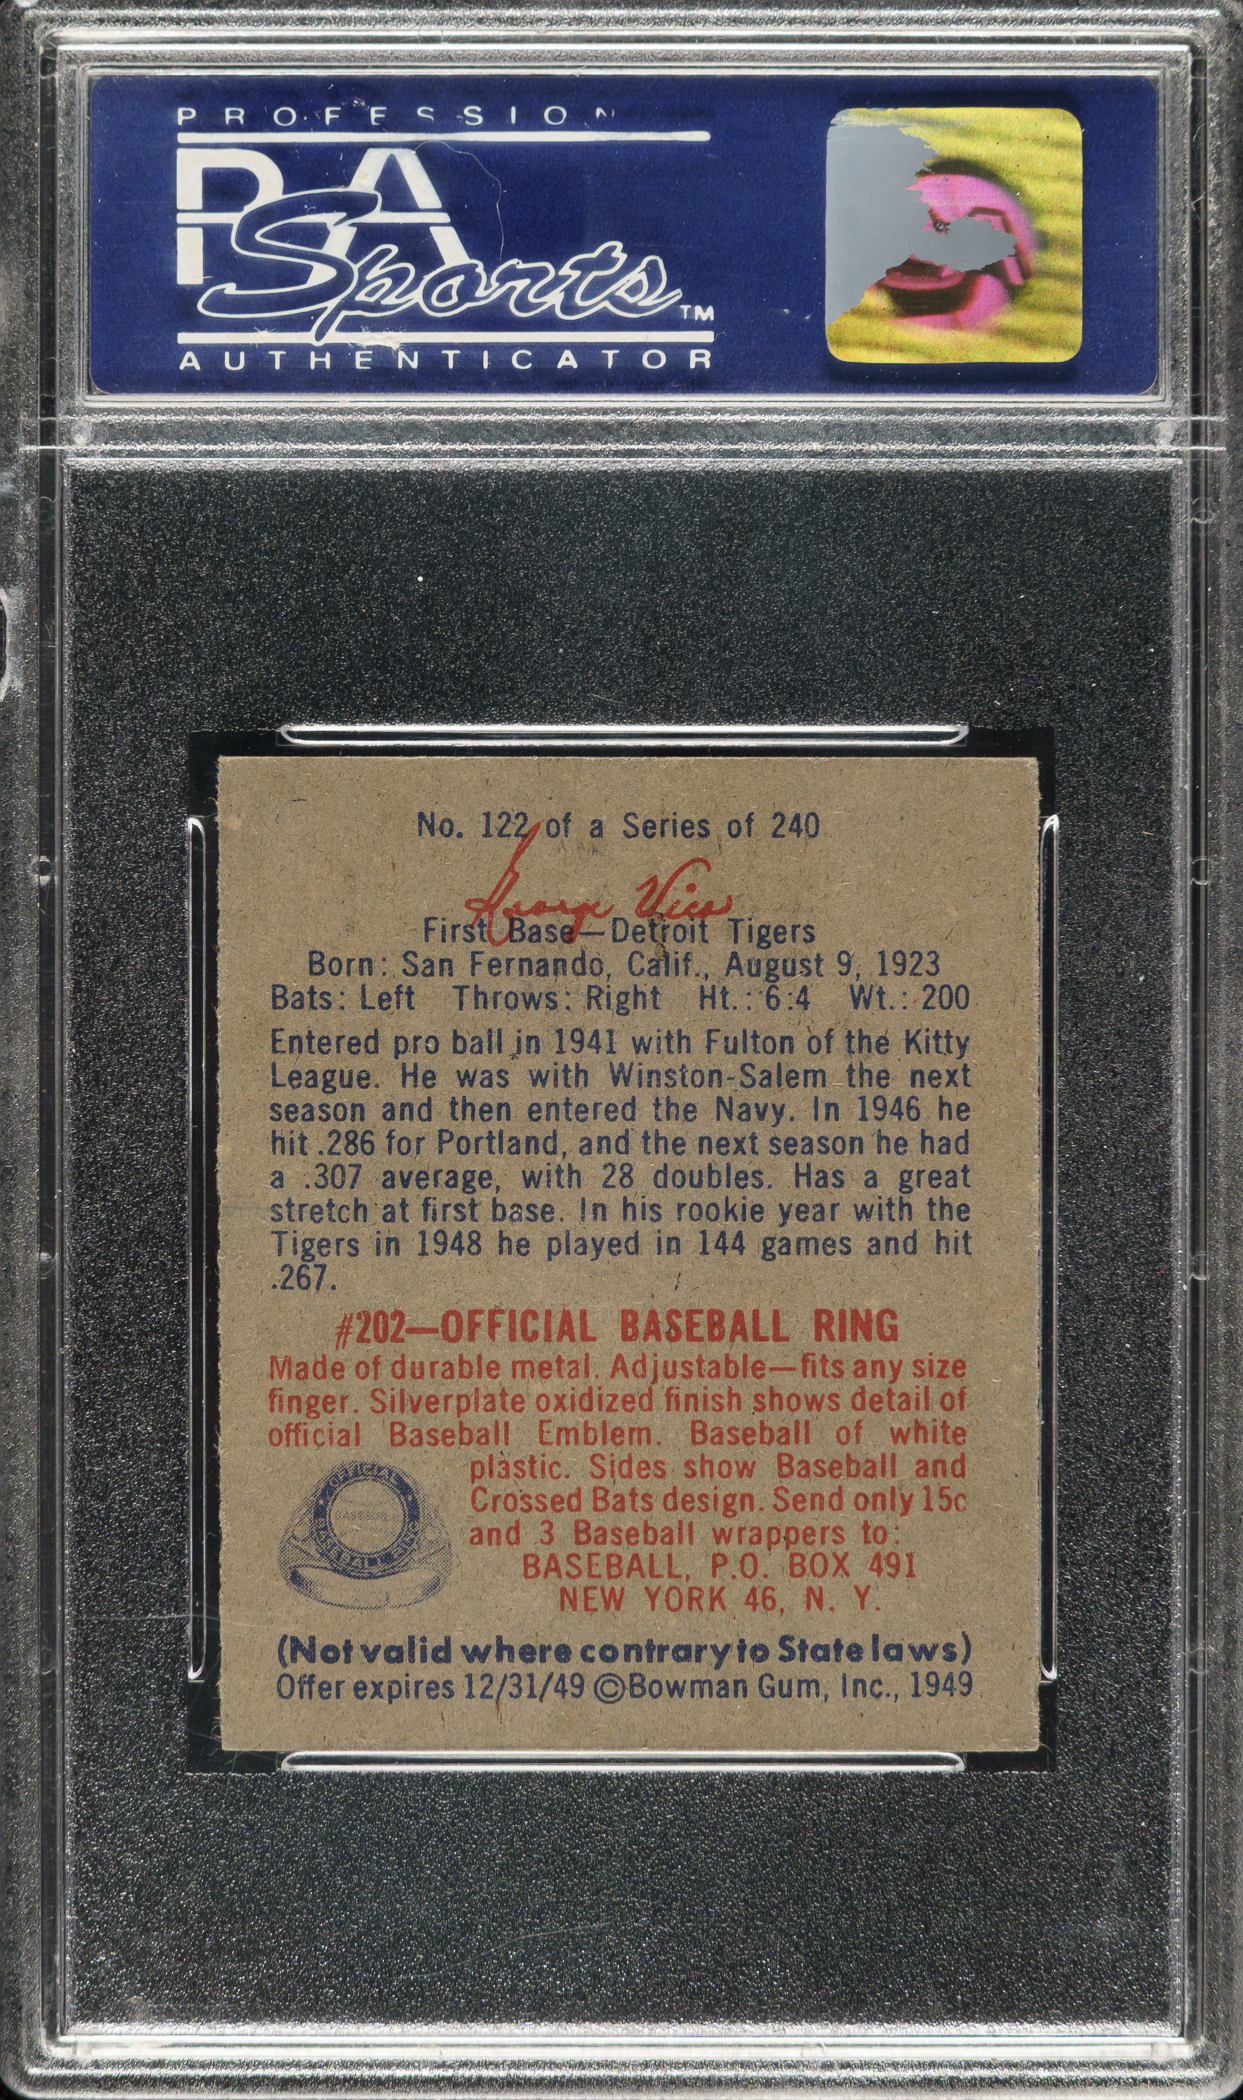 PROFESSION
PSA
Sports TM
AUTHENTICATOR
No. 122 of a Series of 240
George Vico
First Base—Detroit Tigers
Born: San Fernando, Calif., August 9, 1923
Bats: Left Throws: Right Ht.: 6:4 Wt.: 200
Entered pro ball in 1941 with Fulton of the Kitty
League. He was with Winston-Salem the next
season and then entered the Navy. In 1946 he
hit .286 for Portland, and the next season he had
a .307 average, with 28 doubles. Has a great
stretch at first base. In his rookie year with the
Tigers in 1948 he played in 144 games and hit
.267.
#202—OFFICIAL BASEBALL RING
Made of durable metal. Adjustable—fits any size
finger. Silverplate oxidized finish shows detail of
official Baseball Emblem. Baseball of white
plastic. Sides show Baseball and
Crossed Bats design. Send only 15c
and 3 Baseball wrappers to:
BASEBALL, P.O. BOX 491
NEW YORK 46, N. Y.
OFFICIAL
BASEBALL RING
(Not valid where contrary to State laws)
Offer expires 12/31/49 ©Bowman Gum, Inc., 1949